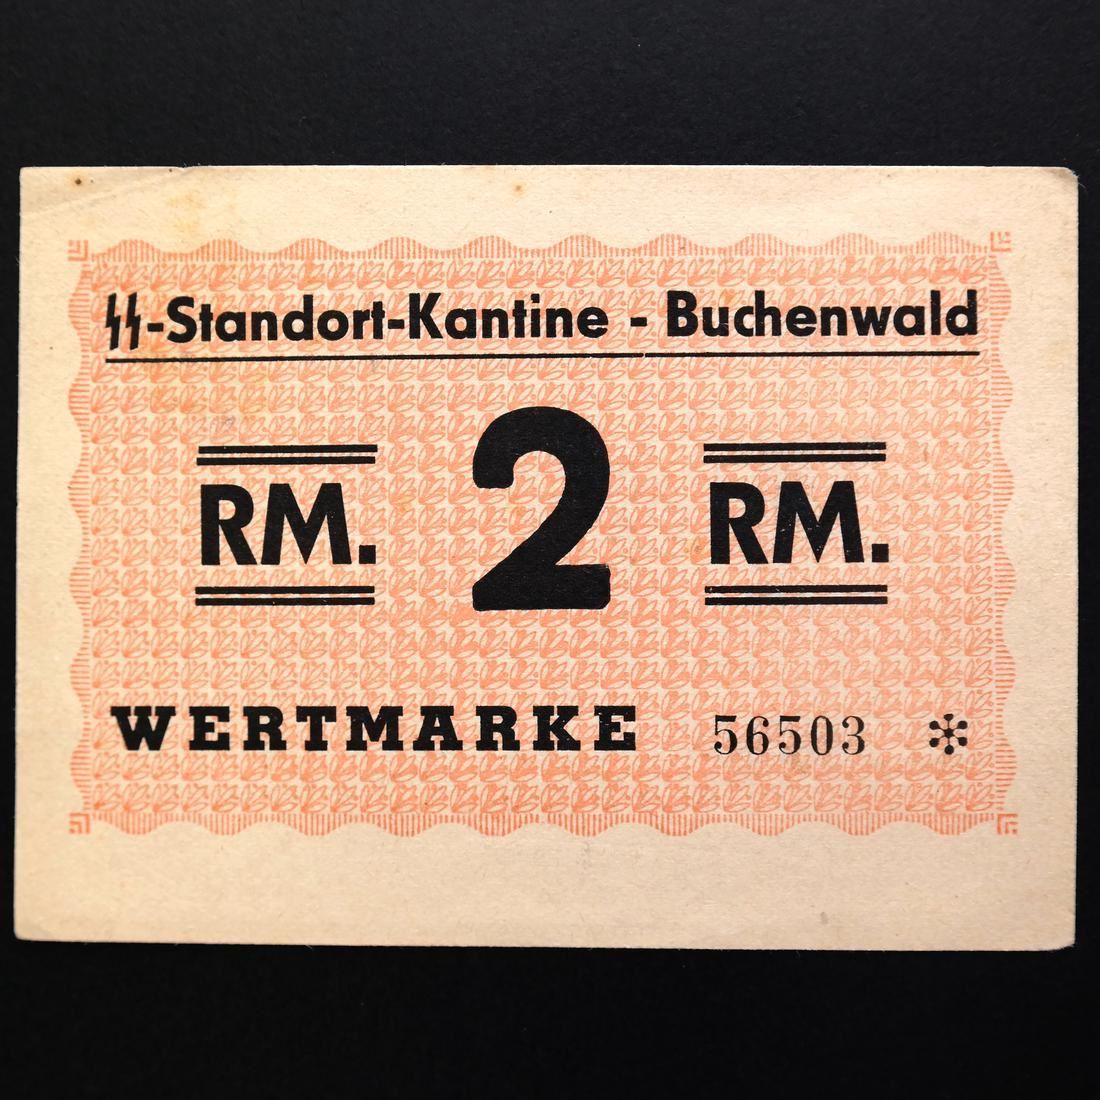 ᛋᛋ-Standort-Kantine - Buchenwald
RM. 2 RM.
WERTMARKE 56503 *